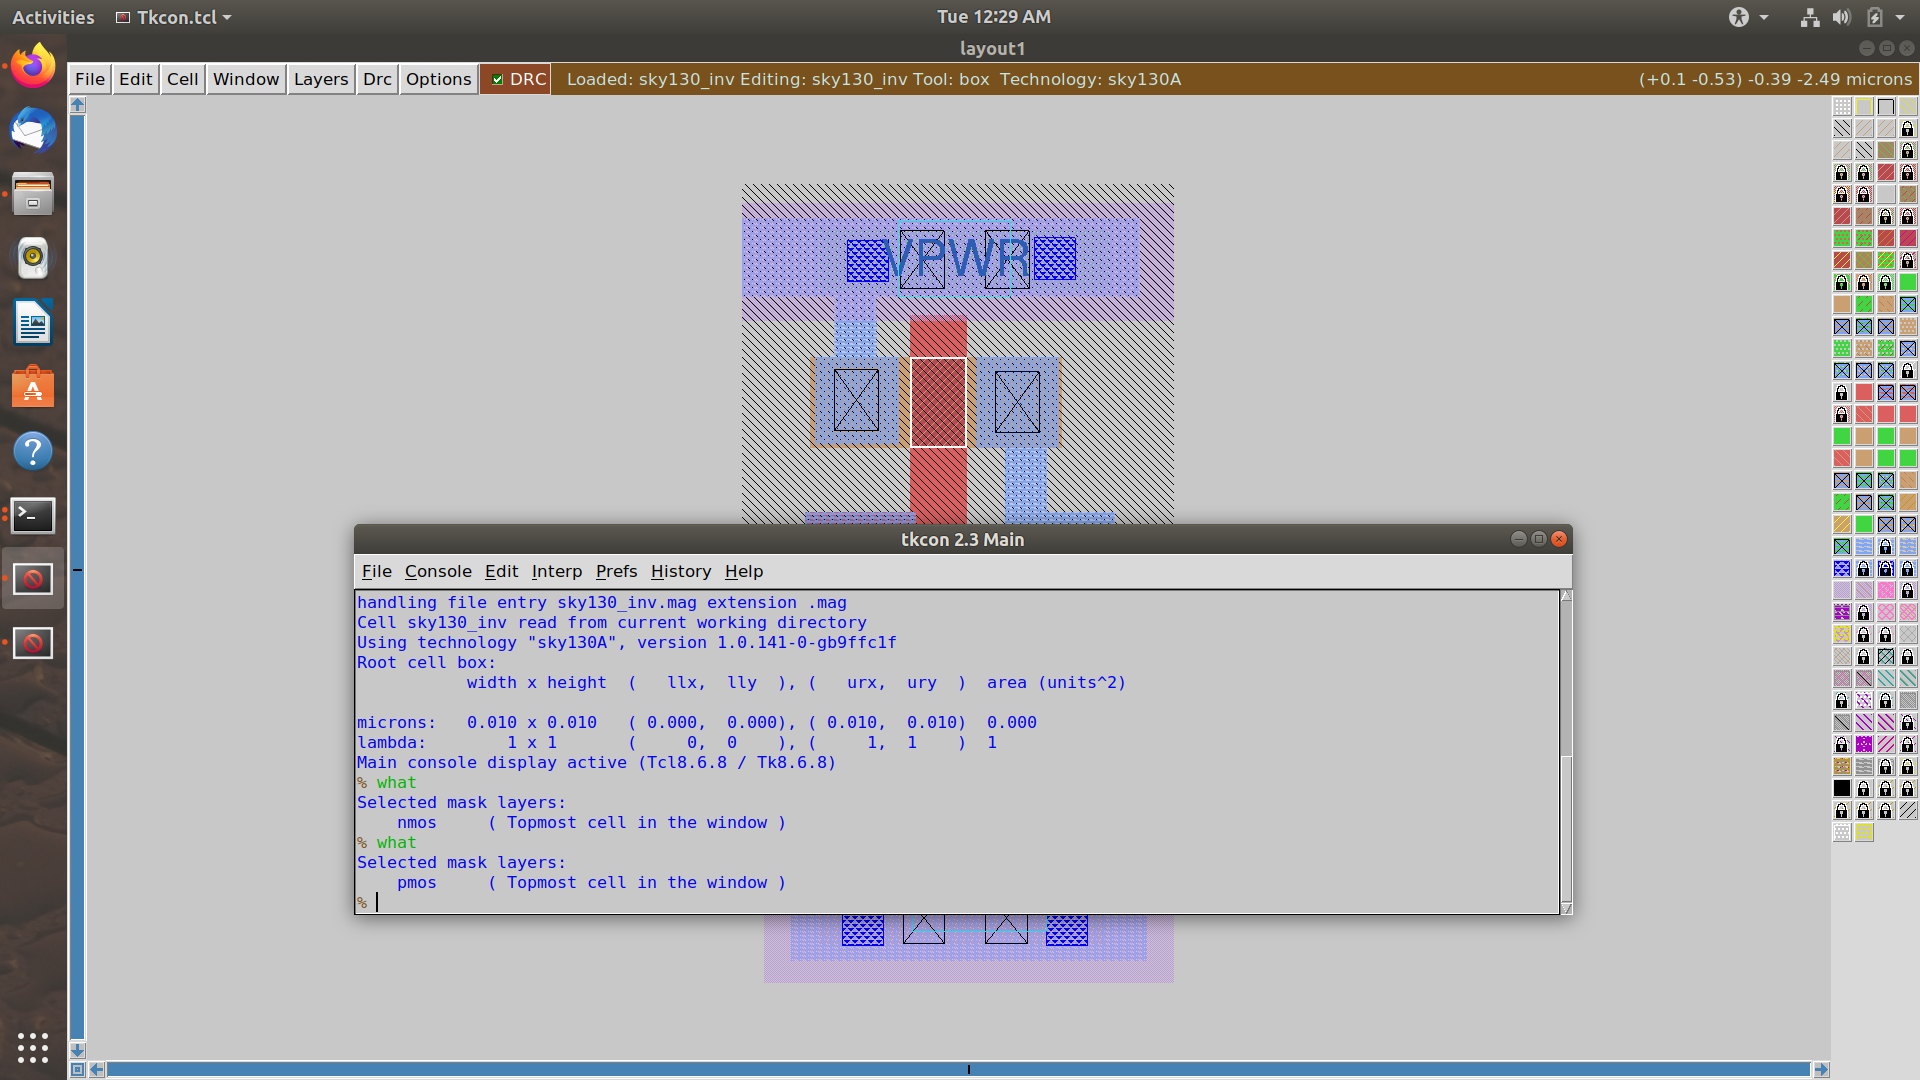 Activities Tkcon.tcl Tue 12:29 AM
layout1
File Edit Cell Window Layers Drc Options DRC Loaded: sky130_inv Editing: sky130_inv Tool: box Technology: sky130A (+0.1 -0.53) -0.39 -2.49 microns
VPWR
tkcon 2.3 Main
File Console Edit Interp Prefs History Help
handling file entry sky130_inv.mag extension .mag
Cell sky130_inv read from current working directory
Using technology "sky130A", version 1.0.141-0-gb9ffc1f
Root cell box:
width x height ( llx, lly ), ( urx, ury ) area (units^2)
microns: 0.010 x 0.010 ( 0.000, 0.000), ( 0.010, 0.010) 0.000
lambda: 1 x 1 ( 0, 0 ), ( 1, 1 ) 1
Main console display active (Tcl8.6.8 / Tk8.6.8)
% what
Selected mask layers:
nmos ( Topmost cell in the window )
% what
Selected mask layers:
pmos ( Topmost cell in the window )
%